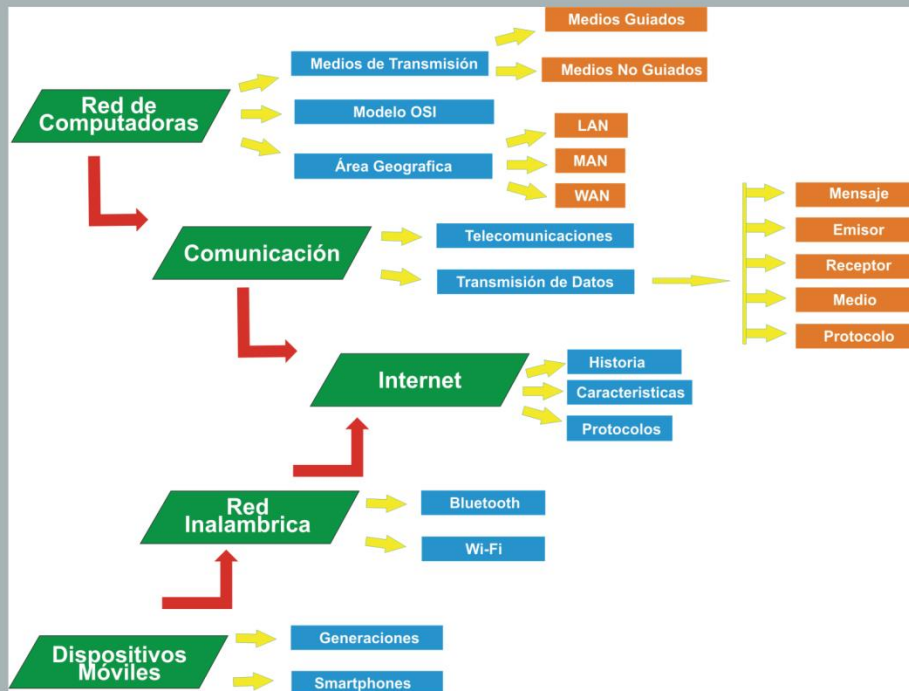 Medios Guiados
Medios de Transmisión
Medios No Guiados
Red de
Computadoras
Modelo OSI
LAN
Área Geografica
MAN
WAN
Mensaje
Comunicación
Telecomunicaciones
Emisor
Transmisión de Datos
Receptor
Medio
Protocolo
Internet
Historia
Caracteristicas
Protocolos
Red
Inalambrica
Bluetooth
Wi-Fi
Dispositivos
Móviles
Generaciones
Smartphones